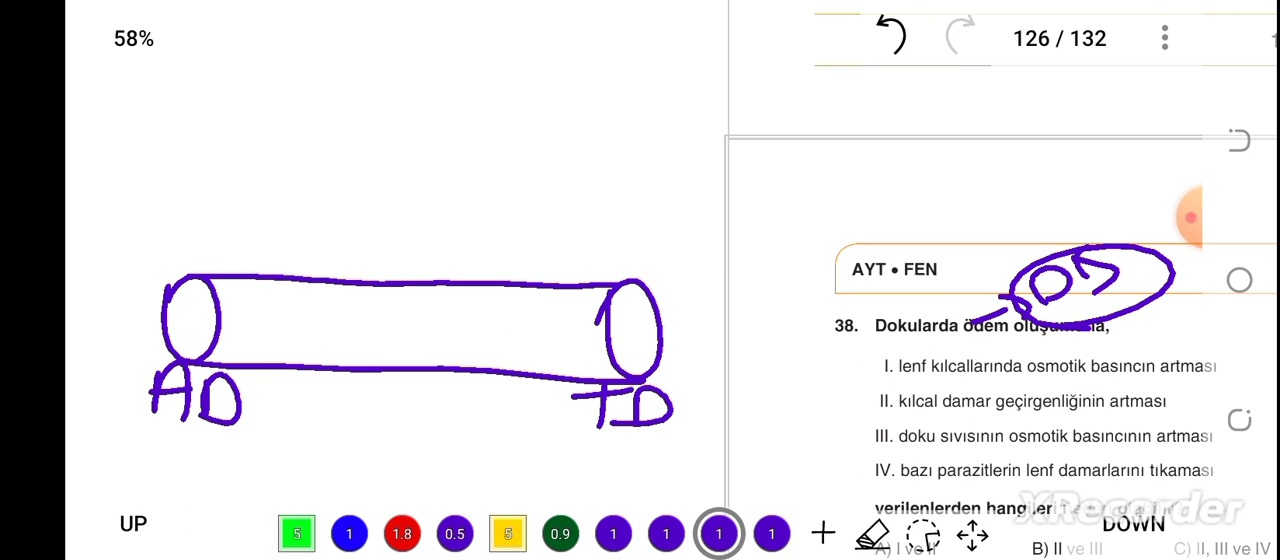 58%
126 / 132
AYT • FEN
38. Dokularda ödem oluşumunda,
I. lenf kılcallarında osmotik basıncın artması
II. kılcal damar geçirgenliğinin artması
III. doku sıvısının osmotik basıncının artması
IV. bazı parazitlerin lenf damarlarını tıkaması
verilenlerden hangileri
A) I ve II B) II ve III C) II, III ve IV
AD TD
UP DOWN
5 1 1.8 0.5 5 0.9 1 1 1 1
XRecorder